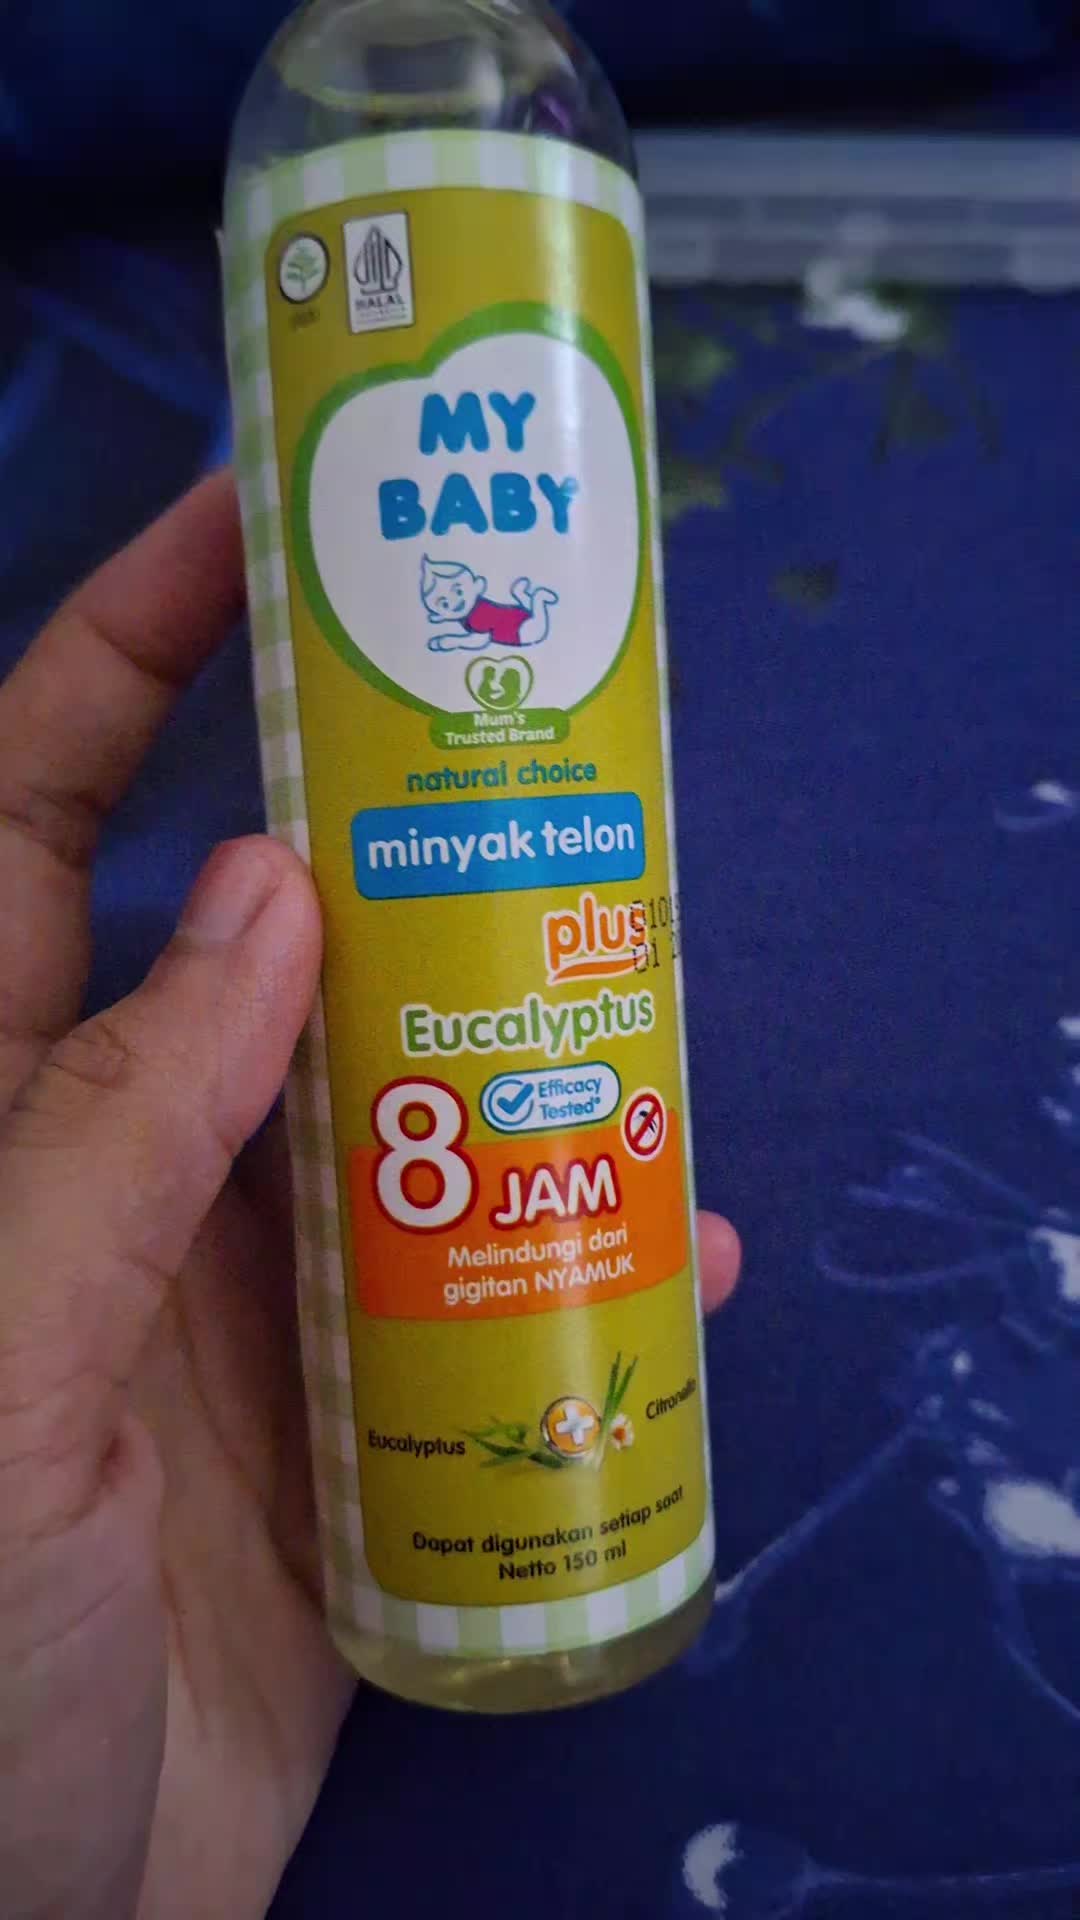 HALAL
MY
BABY
Mum's
Trusted Brand
natural choice
minyak telon
plus
Eucalyptus
8 JAM
Efficacy
Tested*
Melindungi dari
gigitan NYAMUK
Eucalyptus
Citronella
Dapat digunakan setiap saat
Netto 150 ml